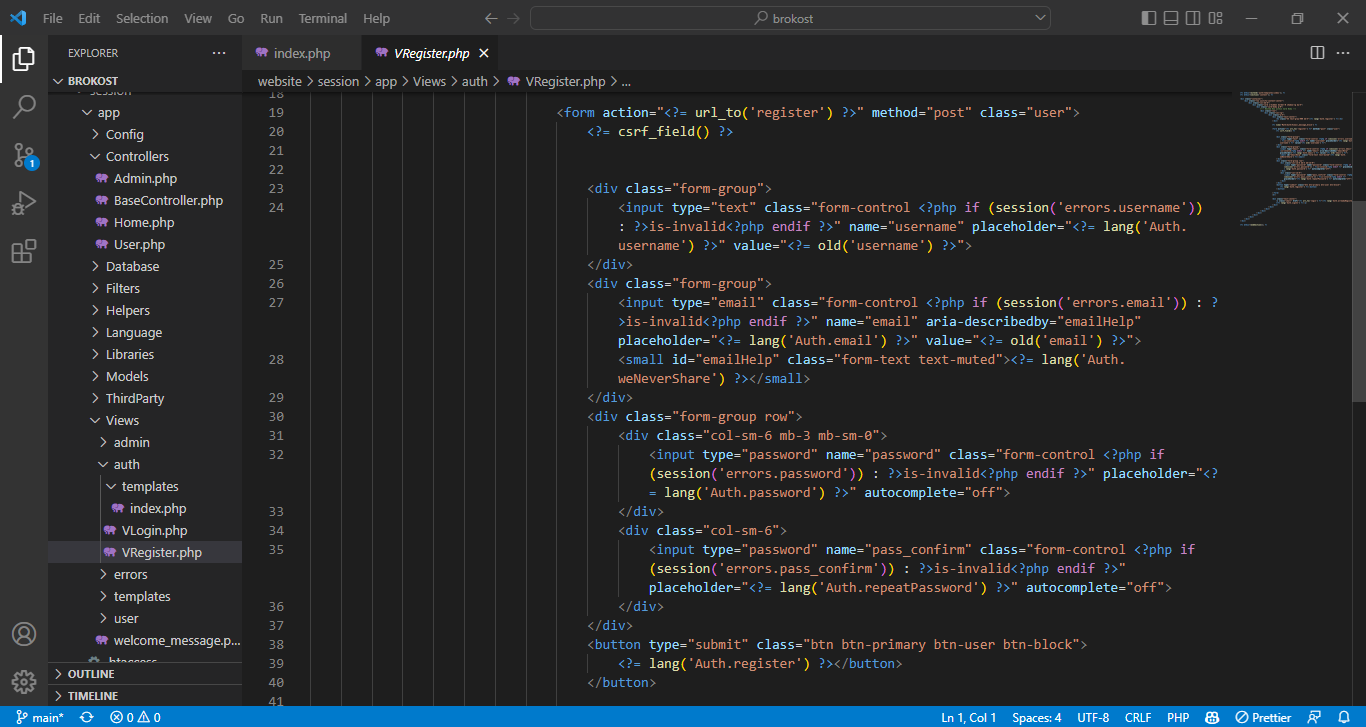 File Edit Selection View Go Run Terminal Help
brokost
EXPLORER
index.php
VRegister.php
BROKOST
website > session > app > Views > auth > VRegister.php > ...
session
app
Config
Controllers
Admin.php
BaseController.php
Home.php
User.php
Database
Filters
Helpers
Language
Libraries
Models
ThirdParty
Views
admin
auth
templates
index.php
VLogin.php
VRegister.php
errors
templates
user
welcome_message.p...
.htaccess
OUTLINE
TIMELINE
1
18
19 <form action="<?= url_to('register') ?>" method="post" class="user">
20 <?= csrf_field() ?>
21
22
23 <div class="form-group">
24 <input type="text" class="form-control <?php if (session('errors.username'))
: ?>is-invalid<?php endif ?>" name="username" placeholder="<?= lang('Auth.
username') ?>" value="<?= old('username') ?>">
25 </div>
26 <div class="form-group">
27 <input type="email" class="form-control <?php if (session('errors.email')) : ?
>is-invalid<?php endif ?>" name="email" aria-describedby="emailHelp"
placeholder="<?= lang('Auth.email') ?>" value="<?= old('email') ?>">
28 <small id="emailHelp" class="form-text text-muted"><?= lang('Auth.
weNeverShare') ?></small>
29 </div>
30 <div class="form-group row">
31 <div class="col-sm-6 mb-3 mb-sm-0">
32 <input type="password" name="password" class="form-control <?php if
(session('errors.password')) : ?>is-invalid<?php endif ?>" placeholder="<?
= lang('Auth.password') ?>" autocomplete="off">
33 </div>
34 <div class="col-sm-6">
35 <input type="password" name="pass_confirm" class="form-control <?php if
(session('errors.pass_confirm')) : ?>is-invalid<?php endif ?>"
placeholder="<?= lang('Auth.repeatPassword') ?>" autocomplete="off">
36 </div>
37 </div>
38 <button type="submit" class="btn btn-primary btn-user btn-block">
39 <?= lang('Auth.register') ?></button>
40 </button>
41
main* 0 0 Ln 1, Col 1 Spaces: 4 UTF-8 CRLF PHP Prettier